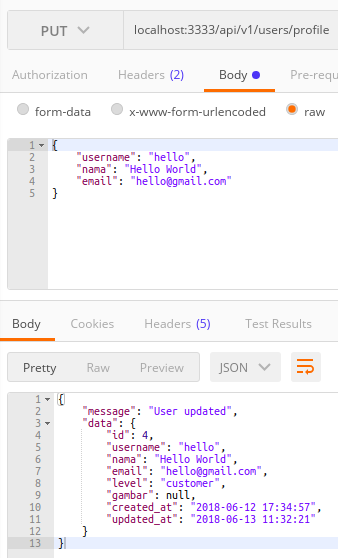 PUT localhost:3333/api/v1/users/profile
Authorization Headers (2) Body Pre-requ
form-data x-www-form-urlencoded raw
1 {
2 "username": "hello",
3 "nama": "Hello World",
4 "email": "hello@gmail.com"
5 }
Body Cookies Headers (5) Test Results
Pretty Raw Preview JSON
1 {
2 "message": "User updated",
3 "data": {
4 "id": 4,
5 "username": "hello",
6 "nama": "Hello World",
7 "email": "hello@gmail.com",
8 "level": "customer",
9 "gambar": null,
10 "created_at": "2018-06-12 17:34:57",
11 "updated_at": "2018-06-13 11:32:21"
12 }
13 }